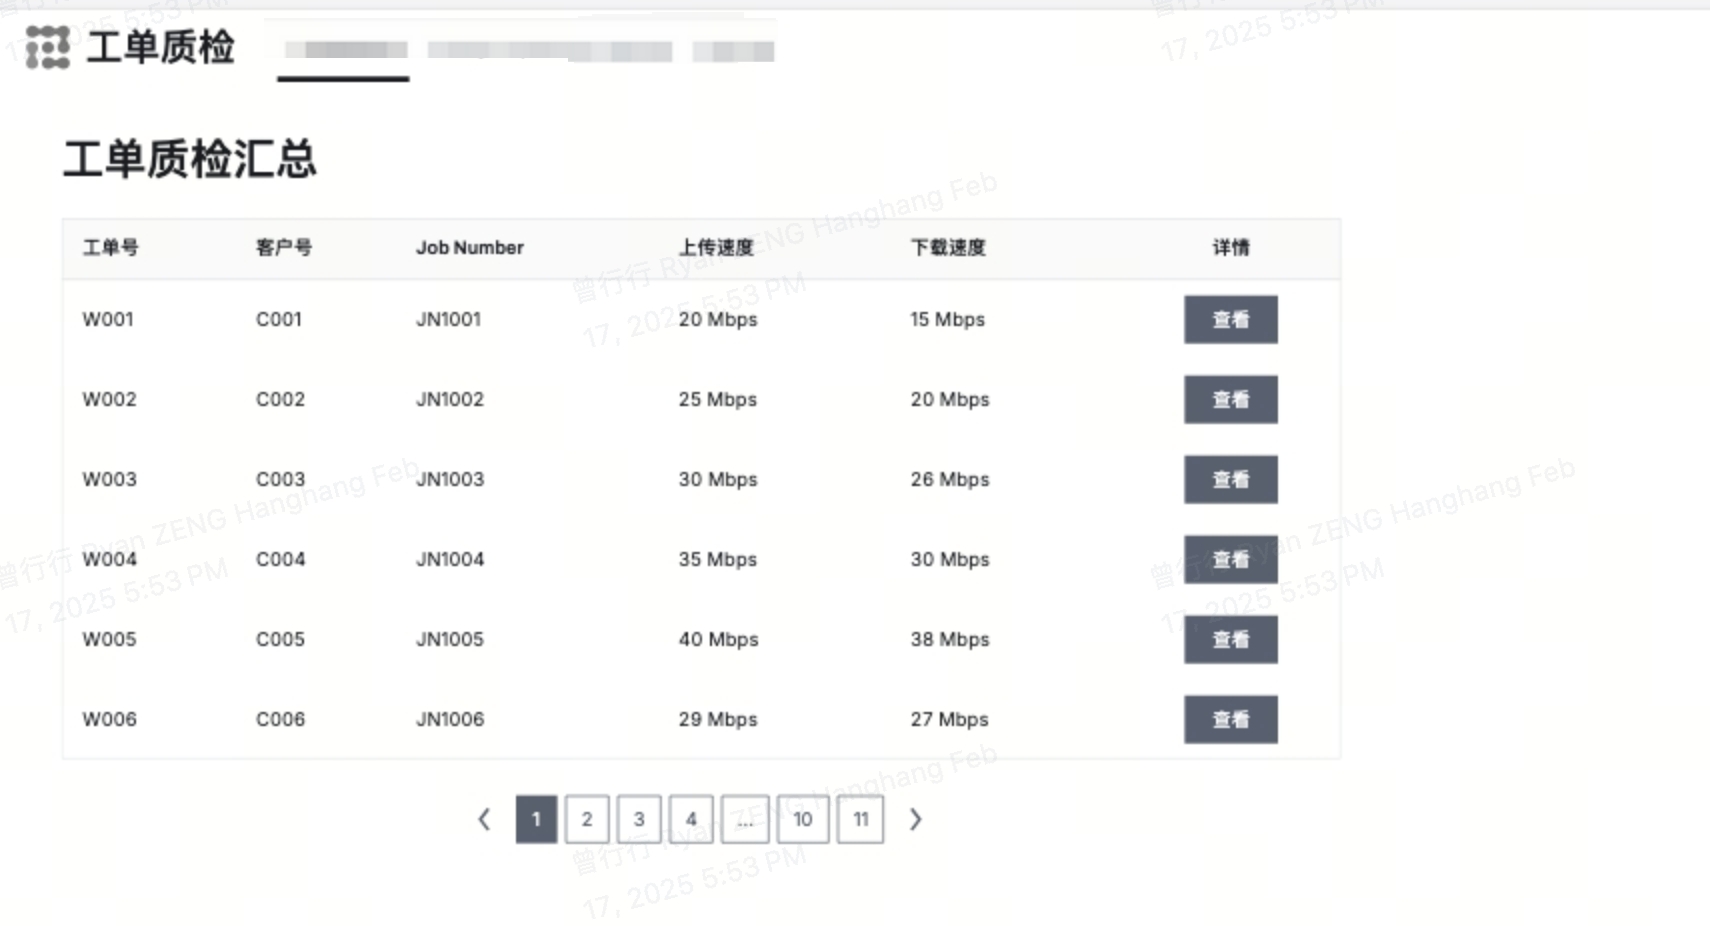 工单质检
工单质检汇总
工单号 客户号 Job Number 上传速度 下载速度 详情
W001 C001 JN1001 20 Mbps 15 Mbps 查看
W002 C002 JN1002 25 Mbps 20 Mbps 查看
W003 C003 JN1003 30 Mbps 26 Mbps 查看
W004 C004 JN1004 35 Mbps 30 Mbps 查看
W005 C005 JN1005 40 Mbps 38 Mbps 查看
W006 C006 JN1006 29 Mbps 27 Mbps 查看
1 2 3 4 ... 10 11
曾行行 Ryan ZENG Hanghang Feb
17, 2025 5:53 PM